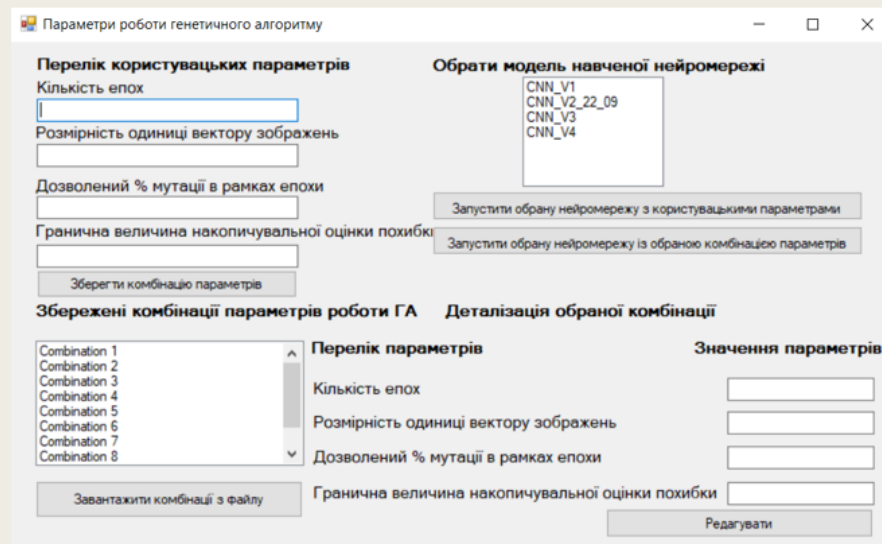 Параметри роботи генетичного алгоритму
Перелік користувацьких параметрів
Кількість епох
Розмірність одиниці вектору зображень
Дозволений % мутації в рамках епохи
Гранична величина накопичувальної оцінки похибки
Зберегти комбінацію параметрів
Обрати модель навченої нейромережі
CNN_V1
CNN_V2_22_09
CNN_V3
CNN_V4
Запустити обрану нейромережу з користувацькими параметрами
Запустити обрану нейромережу із обраною комбінацією параметрів
Збережені комбінації параметрів роботи ГА
Combination 1
Combination 2
Combination 3
Combination 4
Combination 5
Combination 6
Combination 7
Combination 8
Завантажити комбінації з файлу
Деталізація обраної комбінації
Перелік параметрів Значення параметрів
Кількість епох
Розмірність одиниці вектору зображень
Дозволений % мутації в рамках епохи
Гранична величина накопичувальної оцінки похибки
Редагувати